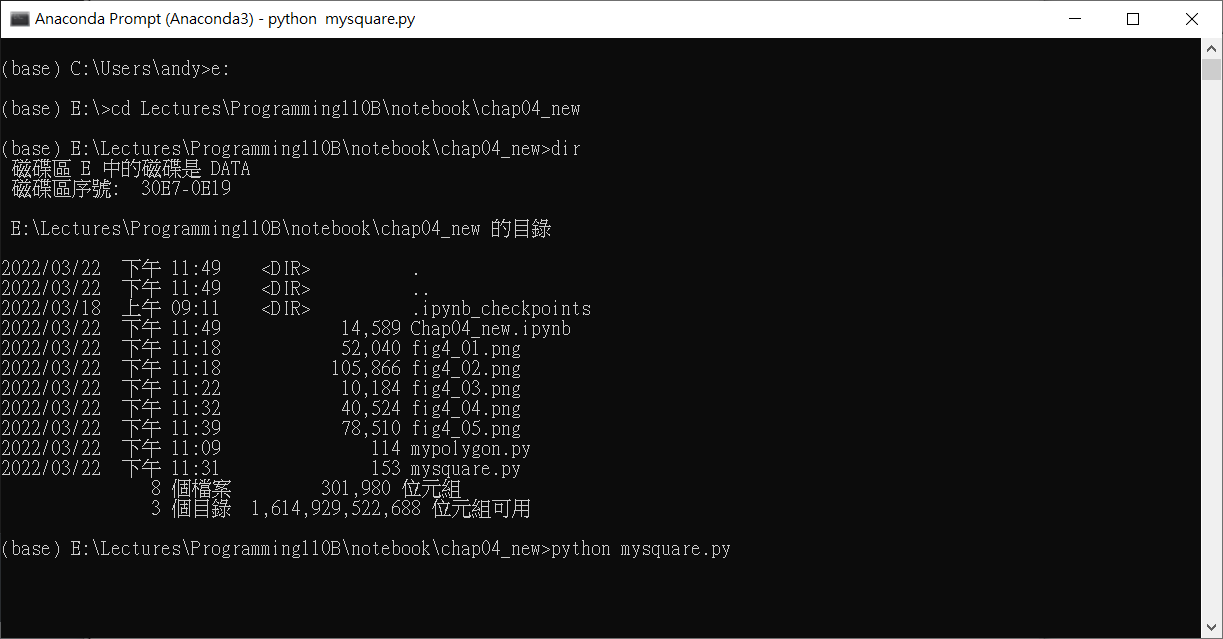 Anaconda Prompt (Anaconda3) - python  mysquare.py
(base) C:\Users\andy>e:
(base) E:\>cd Lectures\Programming110B\notebook\chap04_new
(base) E:\Lectures\Programming110B\notebook\chap04_new>dir
 磁碟區 E 中的磁碟是 DATA
 磁碟區序號:  30E7-0E19
 E:\Lectures\Programming110B\notebook\chap04_new 的目錄
2022/03/22  下午 11:49    <DIR>          .
2022/03/22  下午 11:49    <DIR>          ..
2022/03/18  上午 09:11    <DIR>          .ipynb_checkpoints
2022/03/22  下午 11:49            14,589 Chap04_new.ipynb
2022/03/22  下午 11:18            52,040 fig4_01.png
2022/03/22  下午 11:18           105,866 fig4_02.png
2022/03/22  下午 11:22            10,184 fig4_03.png
2022/03/22  下午 11:32            40,524 fig4_04.png
2022/03/22  下午 11:39            78,510 fig4_05.png
2022/03/22  下午 11:09               114 mypolygon.py
2022/03/22  下午 11:31               153 mysquare.py
               8 個檔案         301,980 位元組
               3 個目錄  1,614,929,522,688 位元組可用
(base) E:\Lectures\Programming110B\notebook\chap04_new>python mysquare.py